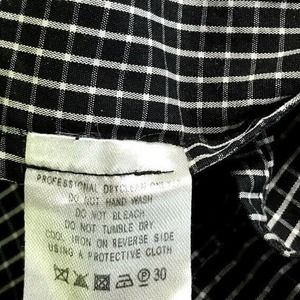 PROFESSIONAL DRYCLEAN ONLY
DO NOT HAND WASH
DO NOT BLEACH
DO NOT TUMBLE DRY
COOL IRON ON REVERSE SIDE
USING A PROTECTIVE CLOTH
P 30